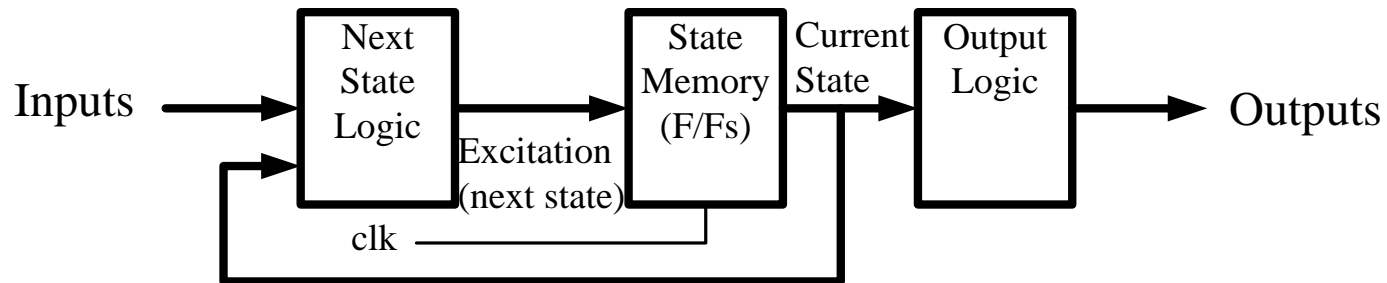 Inputs
Next
State
Logic
Excitation
(next state)
clk
State
Memory
(F/Fs)
Current
State
Output
Logic
Outputs